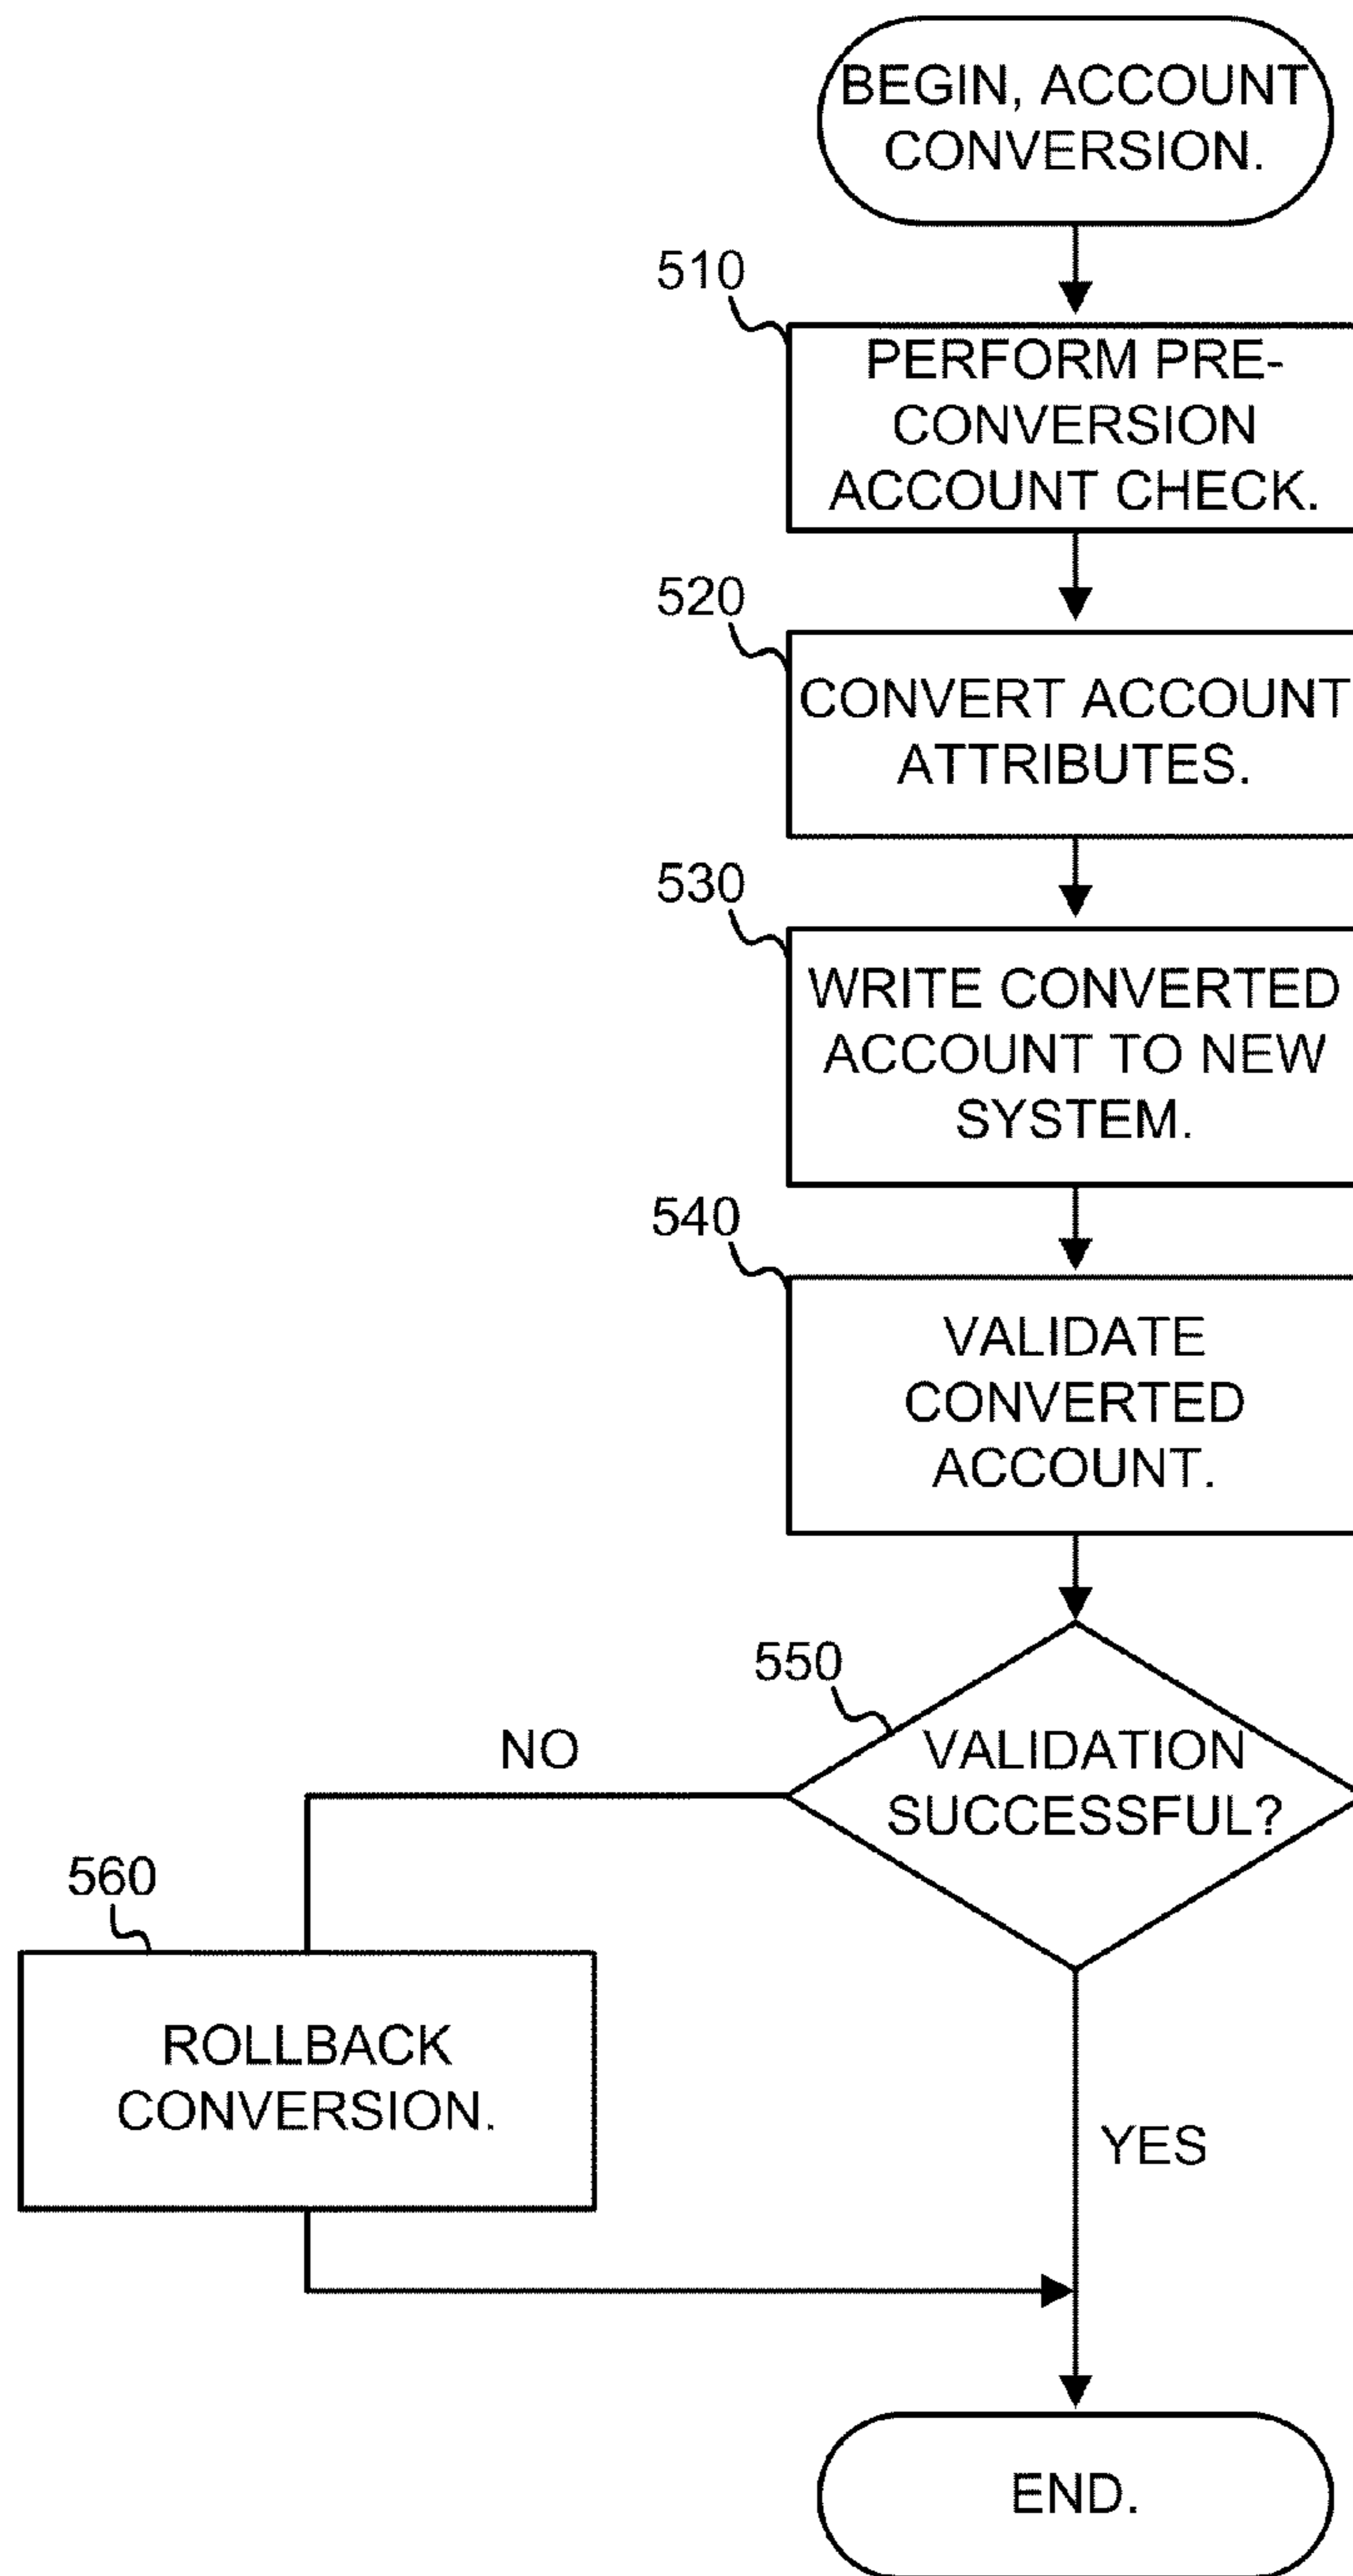 BEGIN, ACCOUNT
CONVERSION.
510
PERFORM PRE-
CONVERSION
ACCOUNT CHECK.
520
CONVERT ACCOUNT
ATTRIBUTES.
530
WRITE CONVERTED
ACCOUNT TO NEW
SYSTEM.
540
VALIDATE
CONVERTED
ACCOUNT.
550
NO
VALIDATION
SUCCESSFUL?
560
ROLLBACK
CONVERSION.
YES
END.